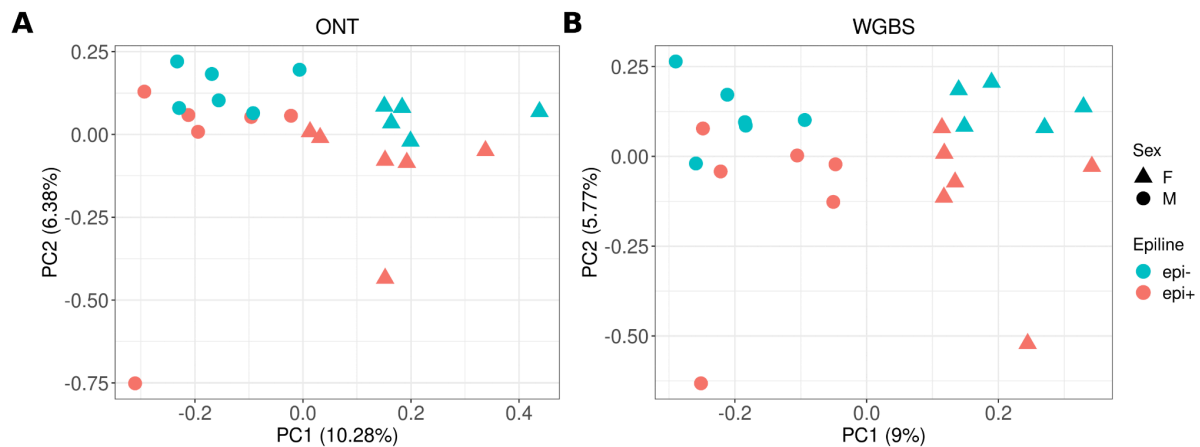 A
ONT
0.25
0.00
-0.25
-0.50
-0.75
PC2 (6.38%)
-0.2
0.0
0.2
0.4
PC1 (10.28%)
B
WGBS
0.25
0.00
-0.25
-0.50
PC2 (5.77%)
-0.2
0.0
0.2
PC1 (9%)
Sex
F
M
Epiline
epi-
epi+